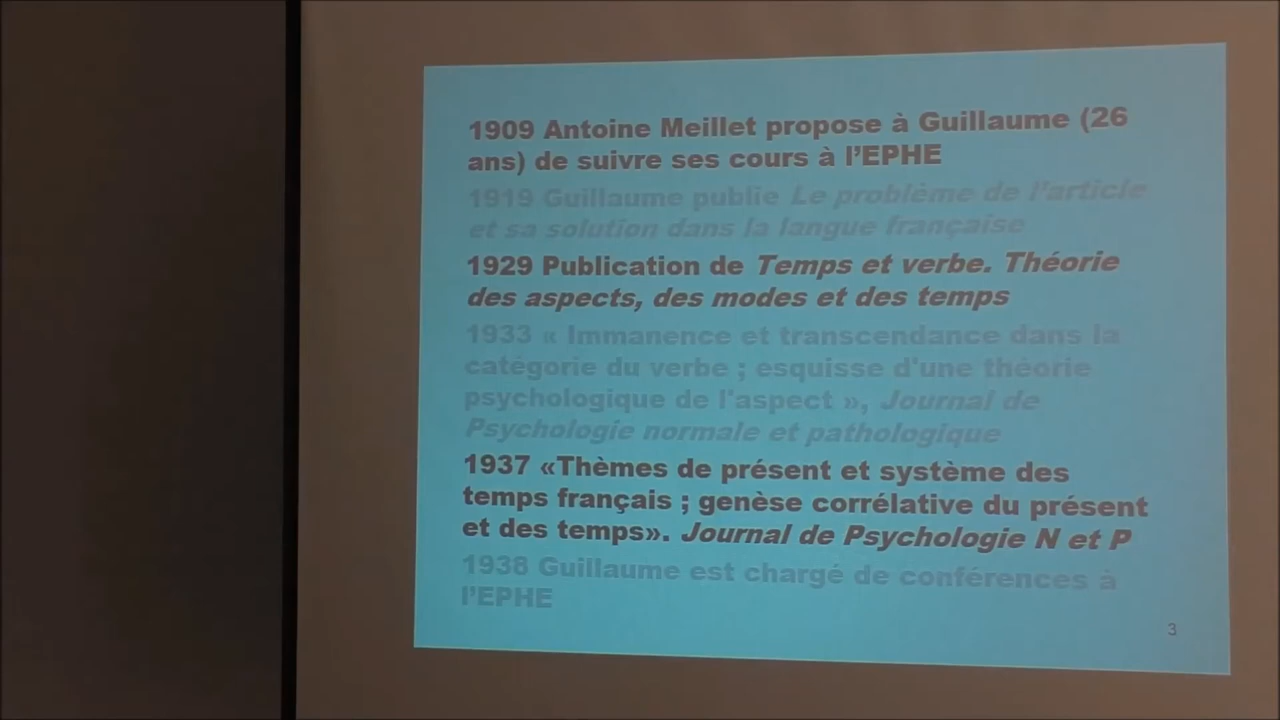 1909 Antoine Meillet propose à Guillaume (26
ans) de suivre ses cours à l’EPHE
1919 Guillaume publie Le problème de l'article
et sa solution dans la langue française
1929 Publication de Temps et verbe. Théorie
des aspects, des modes et des temps
1933 « Immanence et transcendance dans la
catégorie du verbe ; esquisse d'une théorie
psychologique de l'aspect », Journal de
Psychologie normale et pathologique
1937 «Thèmes de présent et système des
temps français ; genèse corrélative du présent
et des temps». Journal de Psychologie N et P
1938 Guillaume est chargé de conférences à
l’EPHE
3